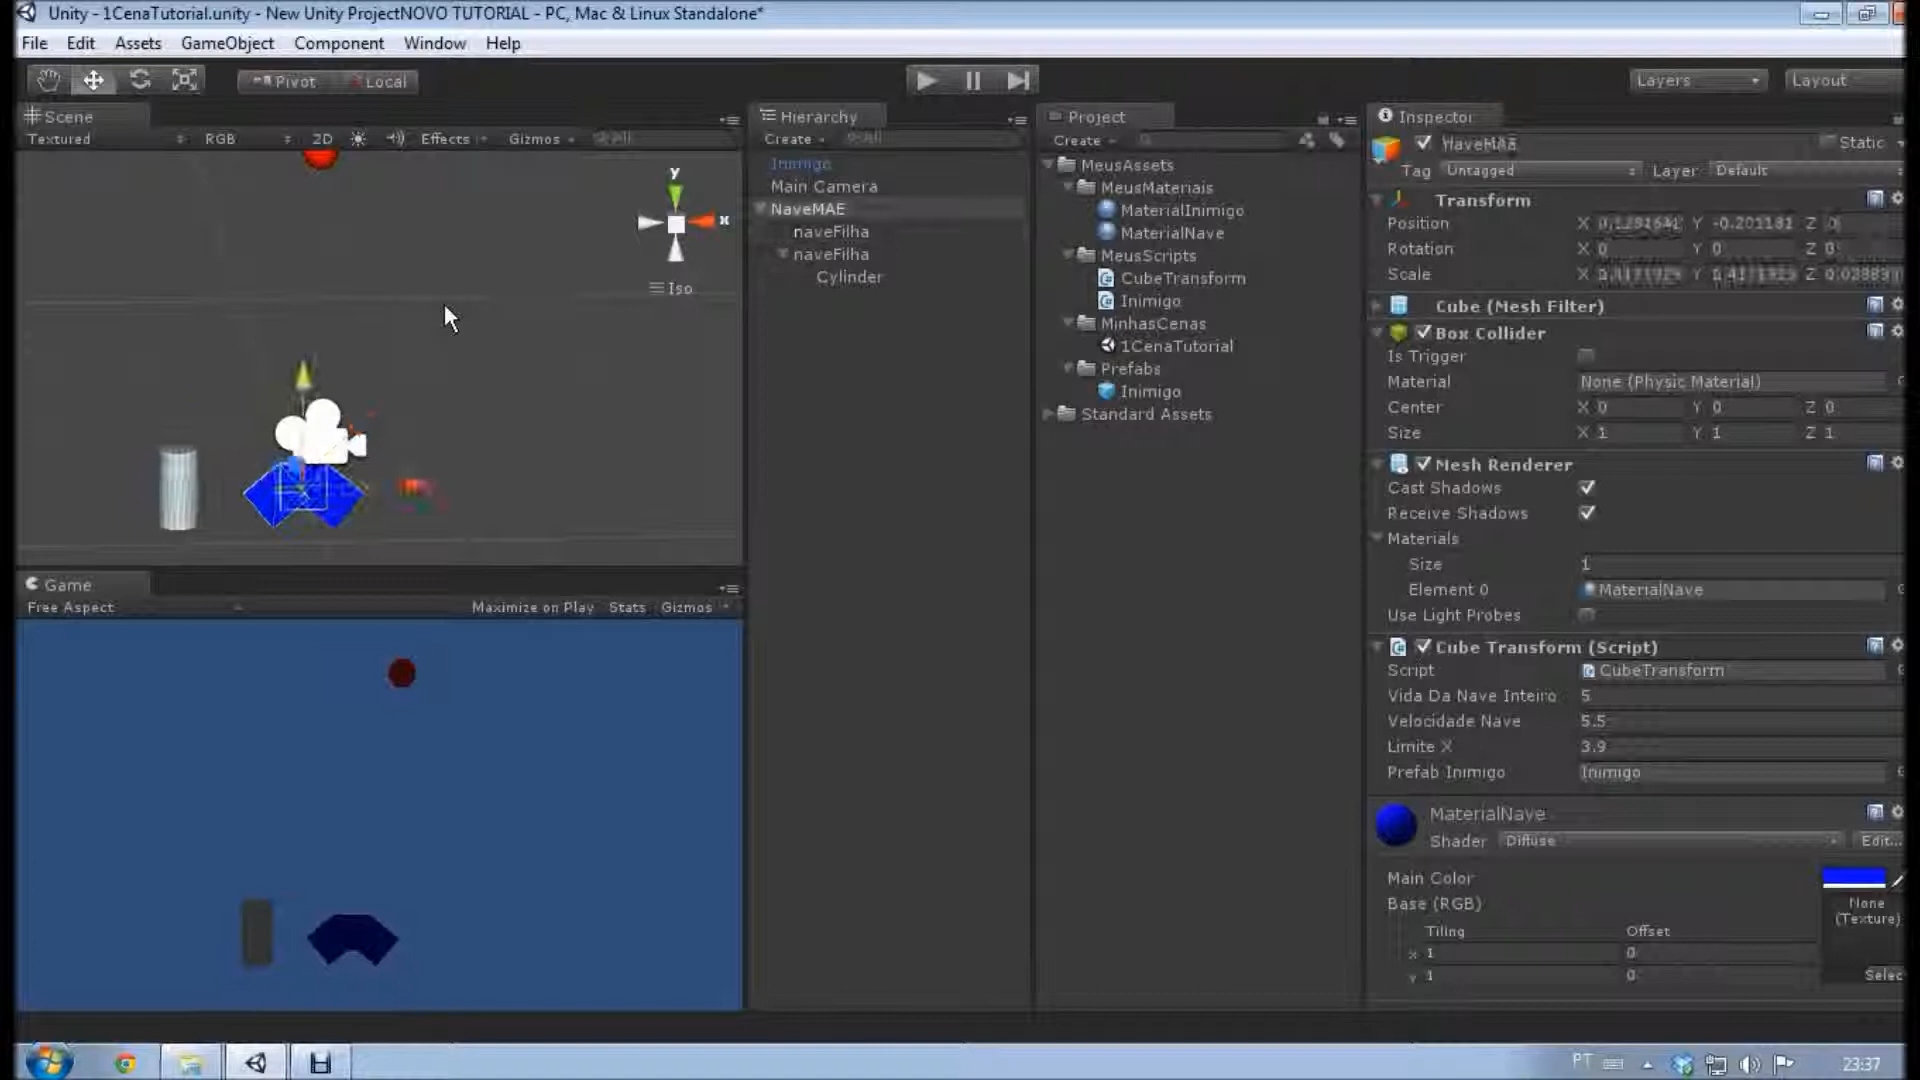 Unity - 1CenaTutorial.unity - New Unity ProjectNOVO TUTORIAL - PC, Mac & Linux Standalone*
File Edit Assets GameObject Component Window Help
Pivot Local Layers Layout
Scene
Textured RGB 2D Effects Gizmos All
y
x
Iso
Game
Free Aspect Maximize on Play Stats Gizmos
Hierarchy
Create All
Inimigo
Main Camera
NaveMAE
naveFilha
naveFilha
Cylinder
Project
Create
MeusAssets
MeusMateriais
MaterialInimigo
MaterialNave
MeusScripts
CubeTransform
Inimigo
MinhasCenas
1CenaTutorial
Prefabs
Inimigo
Standard Assets
Inspector
NaveMAE Static
Tag Untagged Layer Default
Transform
Position X Y -0.201181 Z 0
Rotation X 0 Y 0 Z 0
Scale X Y Z
Cube (Mesh Filter)
Box Collider
Is Trigger
Material None (Physic Material)
Center X 0 Y 0 Z 0
Size X 1 Y 1 Z 1
Mesh Renderer
Cast Shadows
Receive Shadows
Materials
Size 1
Element 0 MaterialNave
Use Light Probes
Cube Transform (Script)
Script CubeTransform
Vida Da Nave Inteiro 5
Velocidade Nave 5.5
Limite X 3.9
Prefab Inimigo Inimigo
MaterialNave
Shader Diffuse Edit...
Main Color
Base (RGB) None
(Texture)
Tiling Offset
x 1 0
y 1 0
Selec
PT 23:37